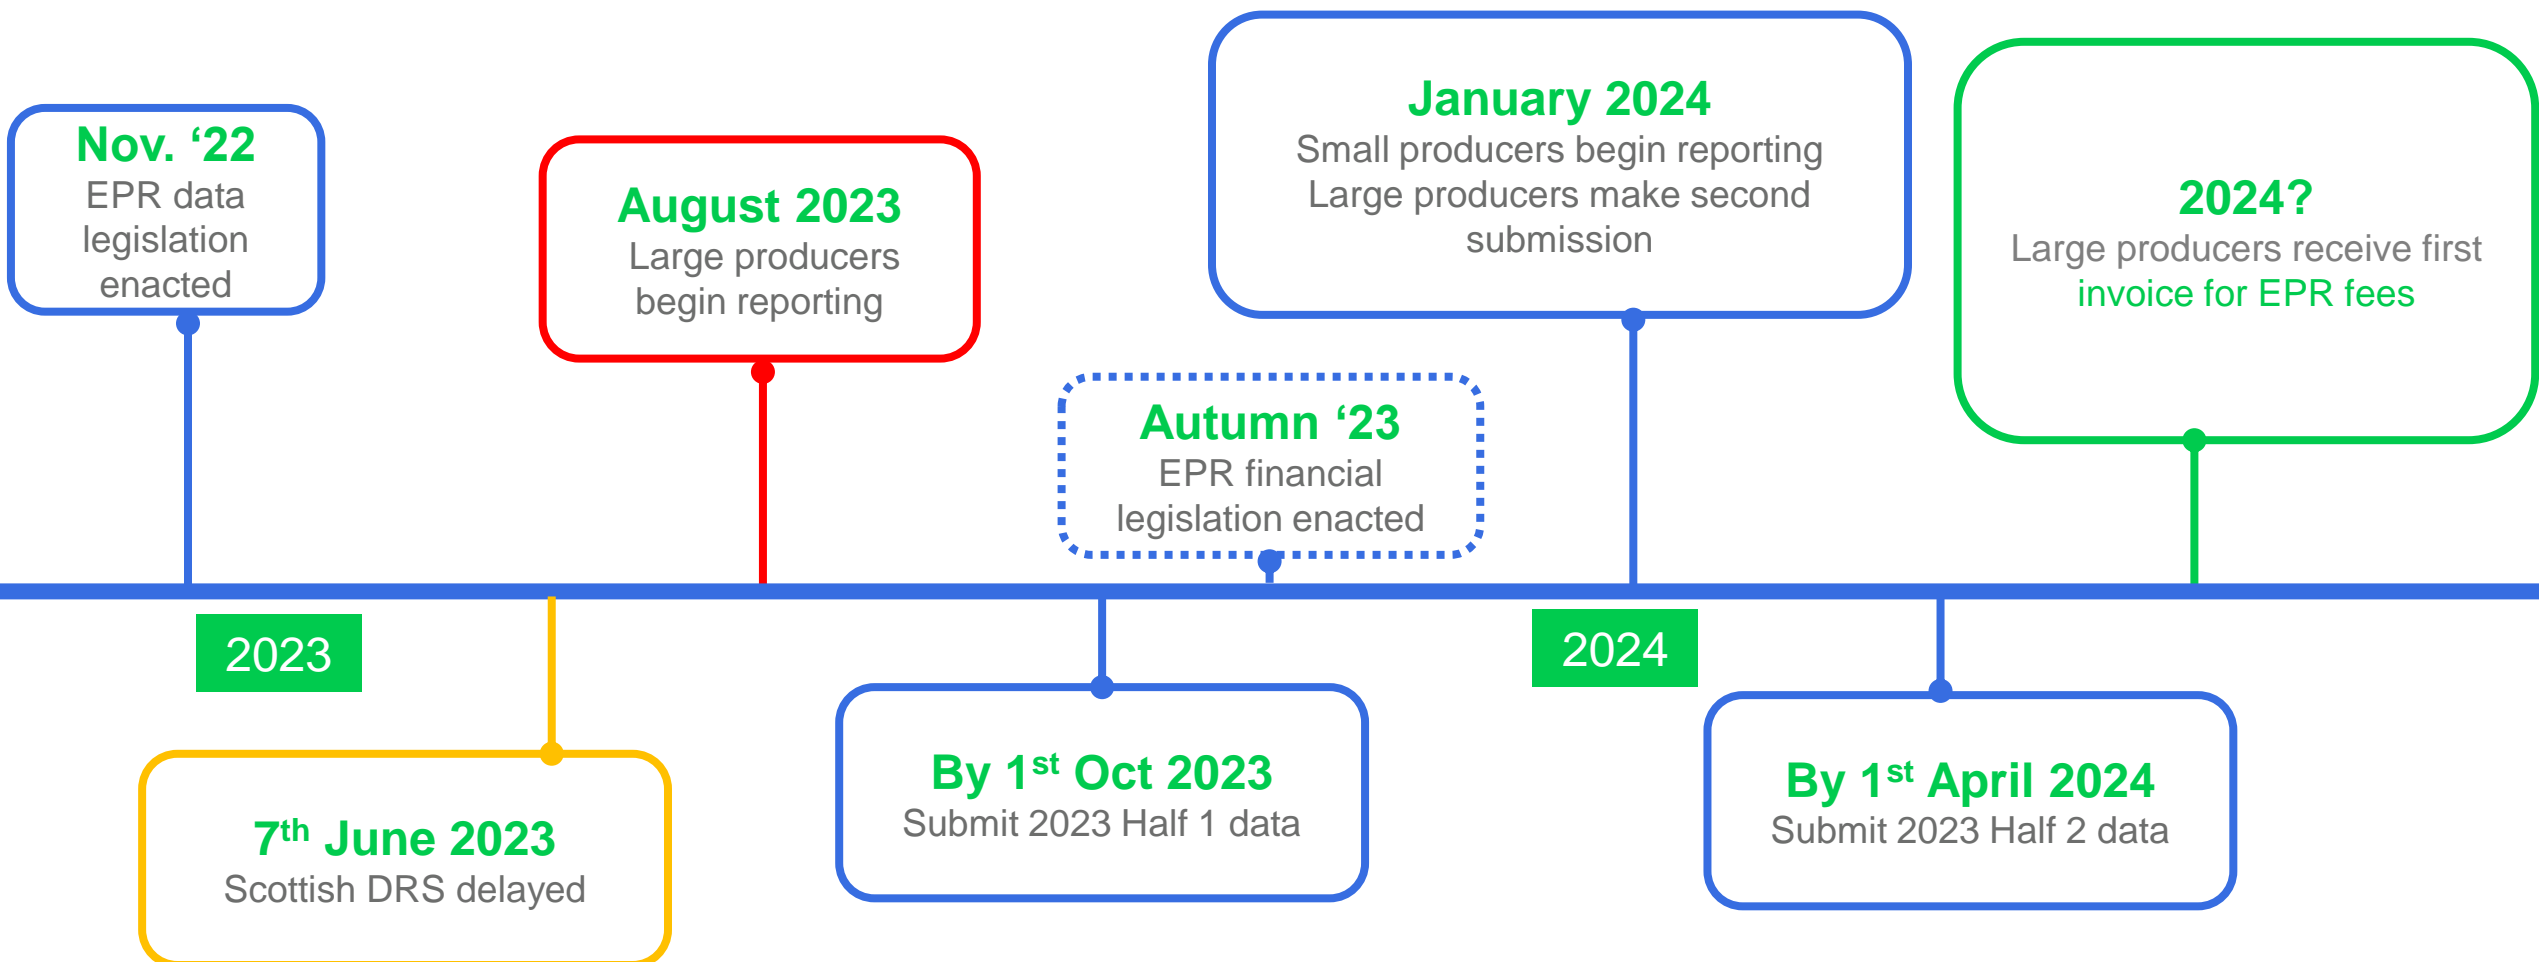 Nov. ‘22
EPR data
legislation
enacted
August 2023
Large producers
begin reporting
Autumn ‘23
EPR financial
legislation enacted
January 2024
Small producers begin reporting
Large producers make second
submission
2024?
Large producers receive first
invoice for EPR fees
2023
2024
7th June 2023
Scottish DRS delayed
By 1st Oct 2023
Submit 2023 Half 1 data
By 1st April 2024
Submit 2023 Half 2 data